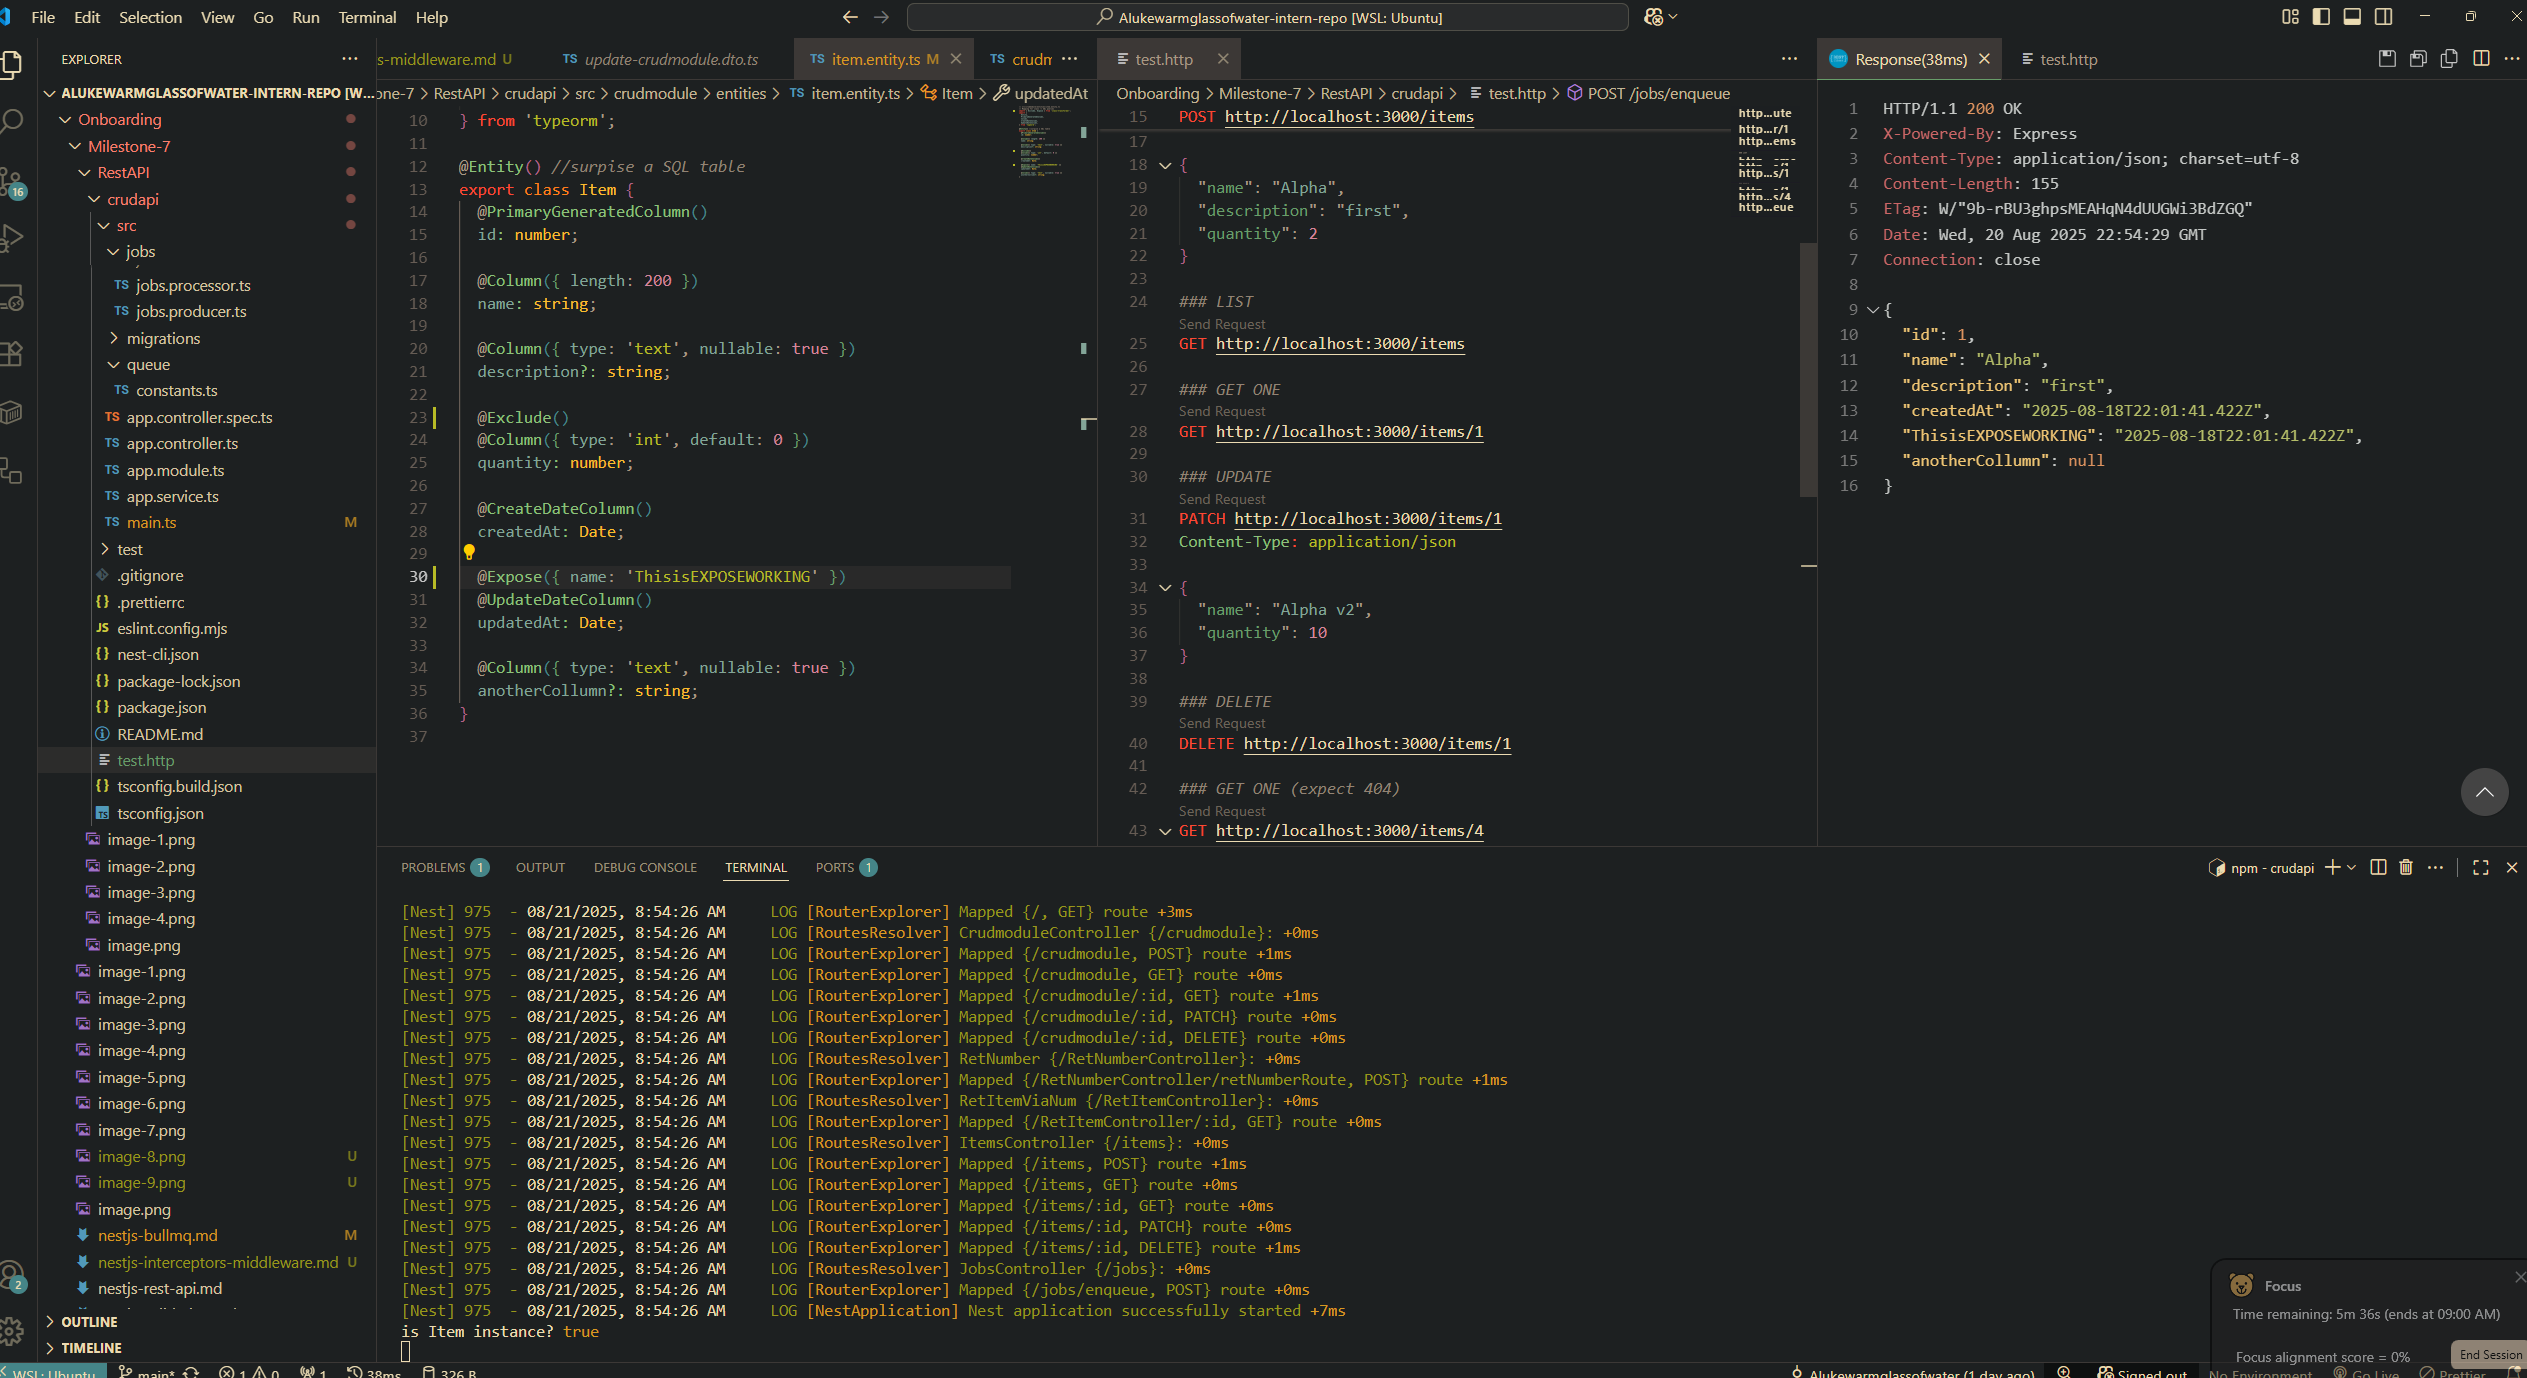 File Edit Selection View Go Run Terminal Help
Alukewarmglassofwater-intern-repo [WSL: Ubuntu]
EXPLORER
ALUKEWARMGLASSOFWATER-INTERN-REPO [W...
Onboarding
Milestone-7
RestAPI
crudapi
src
jobs
TS jobs.processor.ts
TS jobs.producer.ts
migrations
queue
TS constants.ts
TS app.controller.spec.ts
TS app.controller.ts
TS app.module.ts
TS app.service.ts
TS main.ts M
test
.gitignore
{} .prettierrc
JS eslint.config.mjs
{} nest-cli.json
{} package-lock.json
{} package.json
README.md
test.http
{} tsconfig.build.json
TS tsconfig.json
image-1.png
image-2.png
image-3.png
image-4.png
image.png
image-1.png
image-2.png
image-3.png
image-4.png
image-5.png
image-6.png
image-7.png
image-8.png U
image-9.png U
image.png
nestjs-bullmq.md M
nestjs-interceptors-middleware.md U
nestjs-rest-api.md
OUTLINE
TIMELINE
16
2
s-middleware.md U TS update-crudmodule.dto.ts TS item.entity.ts M TS crudm
one-7 > RestAPI > crudapi > src > crudmodule > entities > TS item.entity.ts > Item > updatedAt
10 } from 'typeorm';
11
12 @Entity() //surpise a SQL table
13 export class Item {
14 @PrimaryGeneratedColumn()
15 id: number;
16
17 @Column({ length: 200 })
18 name: string;
19
20 @Column({ type: 'text', nullable: true })
21 description?: string;
22
23 @Exclude()
24 @Column({ type: 'int', default: 0 })
25 quantity: number;
26
27 @CreateDateColumn()
28 createdAt: Date;
29
30 @Expose({ name: 'ThisisEXPOSEWORKING' })
31 @UpdateDateColumn()
32 updatedAt: Date;
33
34 @Column({ type: 'text', nullable: true })
35 anotherCollumn?: string;
36 }
37
test.http
Onboarding > Milestone-7 > RestAPI > crudapi > test.http > POST /jobs/enqueue
15 POST http://localhost:3000/items
17
18 {
19 "name": "Alpha",
20 "description": "first",
21 "quantity": 2
22 }
23
24 ### LIST
Send Request
25 GET http://localhost:3000/items
26
27 ### GET ONE
Send Request
28 GET http://localhost:3000/items/1
29
30 ### UPDATE
Send Request
31 PATCH http://localhost:3000/items/1
32 Content-Type: application/json
33
34 {
35 "name": "Alpha v2",
36 "quantity": 10
37 }
38
39 ### DELETE
Send Request
40 DELETE http://localhost:3000/items/1
41
42 ### GET ONE (expect 404)
Send Request
43 GET http://localhost:3000/items/4
http...ute
http...r/1
http...ems
http...s/1
http...s/4
http...eue
Response(38ms) test.http
1 HTTP/1.1 200 OK
2 X-Powered-By: Express
3 Content-Type: application/json; charset=utf-8
4 Content-Length: 155
5 ETag: W/"9b-rBU3ghpsMEAHqN4dUUGWi3BdZGQ"
6 Date: Wed, 20 Aug 2025 22:54:29 GMT
7 Connection: close
8
9 {
10 "id": 1,
11 "name": "Alpha",
12 "description": "first",
13 "createdAt": "2025-08-18T22:01:41.422Z",
14 "ThisisEXPOSEWORKING": "2025-08-18T22:01:41.422Z",
15 "anotherCollumn": null
16 }
PROBLEMS 1 OUTPUT DEBUG CONSOLE TERMINAL PORTS 1
npm - crudapi
[Nest] 975 - 08/21/2025, 8:54:26 AM LOG [RouterExplorer] Mapped {/, GET} route +3ms
[Nest] 975 - 08/21/2025, 8:54:26 AM LOG [RoutesResolver] CrudmoduleController {/crudmodule}: +0ms
[Nest] 975 - 08/21/2025, 8:54:26 AM LOG [RouterExplorer] Mapped {/crudmodule, POST} route +1ms
[Nest] 975 - 08/21/2025, 8:54:26 AM LOG [RouterExplorer] Mapped {/crudmodule, GET} route +0ms
[Nest] 975 - 08/21/2025, 8:54:26 AM LOG [RouterExplorer] Mapped {/crudmodule/:id, GET} route +1ms
[Nest] 975 - 08/21/2025, 8:54:26 AM LOG [RouterExplorer] Mapped {/crudmodule/:id, PATCH} route +0ms
[Nest] 975 - 08/21/2025, 8:54:26 AM LOG [RouterExplorer] Mapped {/crudmodule/:id, DELETE} route +0ms
[Nest] 975 - 08/21/2025, 8:54:26 AM LOG [RoutesResolver] RetNumber {/RetNumberController}: +0ms
[Nest] 975 - 08/21/2025, 8:54:26 AM LOG [RouterExplorer] Mapped {/RetNumberController/retNumberRoute, POST} route +1ms
[Nest] 975 - 08/21/2025, 8:54:26 AM LOG [RoutesResolver] RetItemViaNum {/RetItemController}: +0ms
[Nest] 975 - 08/21/2025, 8:54:26 AM LOG [RouterExplorer] Mapped {/RetItemController/:id, GET} route +0ms
[Nest] 975 - 08/21/2025, 8:54:26 AM LOG [RoutesResolver] ItemsController {/items}: +0ms
[Nest] 975 - 08/21/2025, 8:54:26 AM LOG [RouterExplorer] Mapped {/items, POST} route +1ms
[Nest] 975 - 08/21/2025, 8:54:26 AM LOG [RouterExplorer] Mapped {/items, GET} route +0ms
[Nest] 975 - 08/21/2025, 8:54:26 AM LOG [RouterExplorer] Mapped {/items/:id, GET} route +0ms
[Nest] 975 - 08/21/2025, 8:54:26 AM LOG [RouterExplorer] Mapped {/items/:id, PATCH} route +0ms
[Nest] 975 - 08/21/2025, 8:54:26 AM LOG [RouterExplorer] Mapped {/items/:id, DELETE} route +1ms
[Nest] 975 - 08/21/2025, 8:54:26 AM LOG [RoutesResolver] JobsController {/jobs}: +0ms
[Nest] 975 - 08/21/2025, 8:54:26 AM LOG [RouterExplorer] Mapped {/jobs/enqueue, POST} route +0ms
[Nest] 975 - 08/21/2025, 8:54:26 AM LOG [NestApplication] Nest application successfully started +7ms
is Item instance? true
Focus
Time remaining: 5m 36s (ends at 09:00 AM)
Focus alignment score = 0%
End Session
WSL: Ubuntu main* 1 0 1 38ms 326 B Alukewarmglassofwater (1 day ago) Signed out No Environment Go Live Prettier